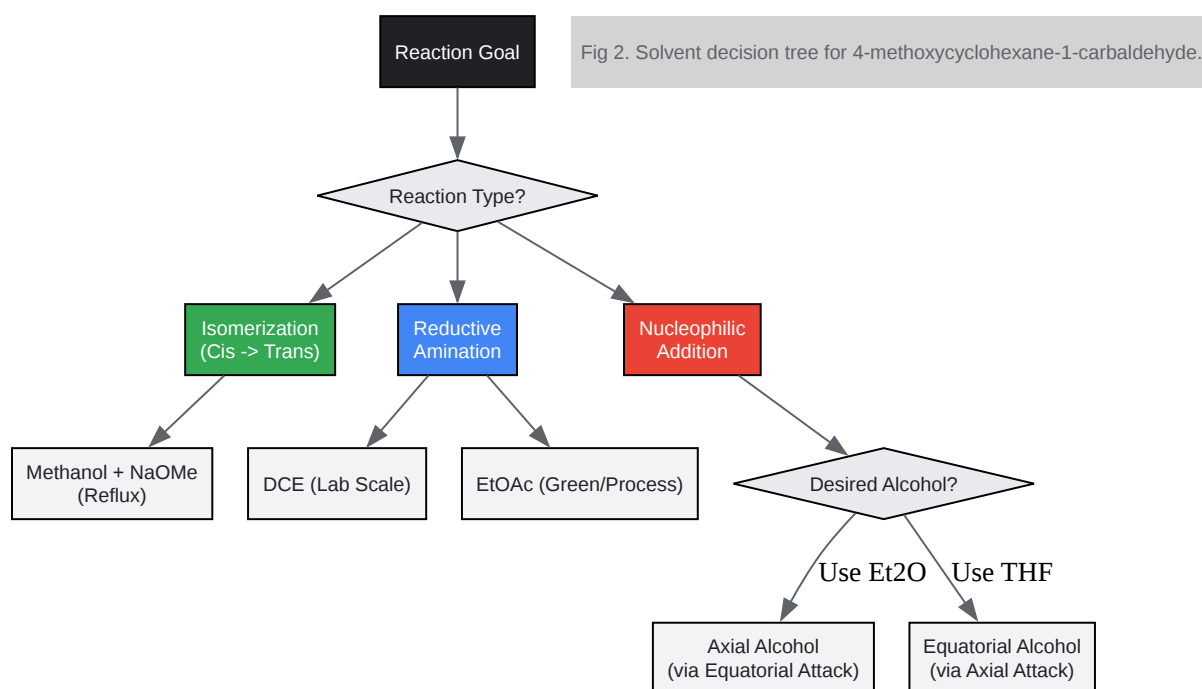 Reaction Goal
Fig 2. Solvent decision tree for 4-methoxycyclohexane-1-carbaldehyde.
Reaction Type?
Isomerization
(Cis -> Trans)
Reductive
Amination
Nucleophilic
Addition
Methanol + NaOMe
(Reflux)
DCE (Lab Scale)
EtOAc (Green/Process)
Desired Alcohol?
Use Et2O
Use THF
Axial Alcohol
(via Equatorial Attack)
Equatorial Alcohol
(via Axial Attack)